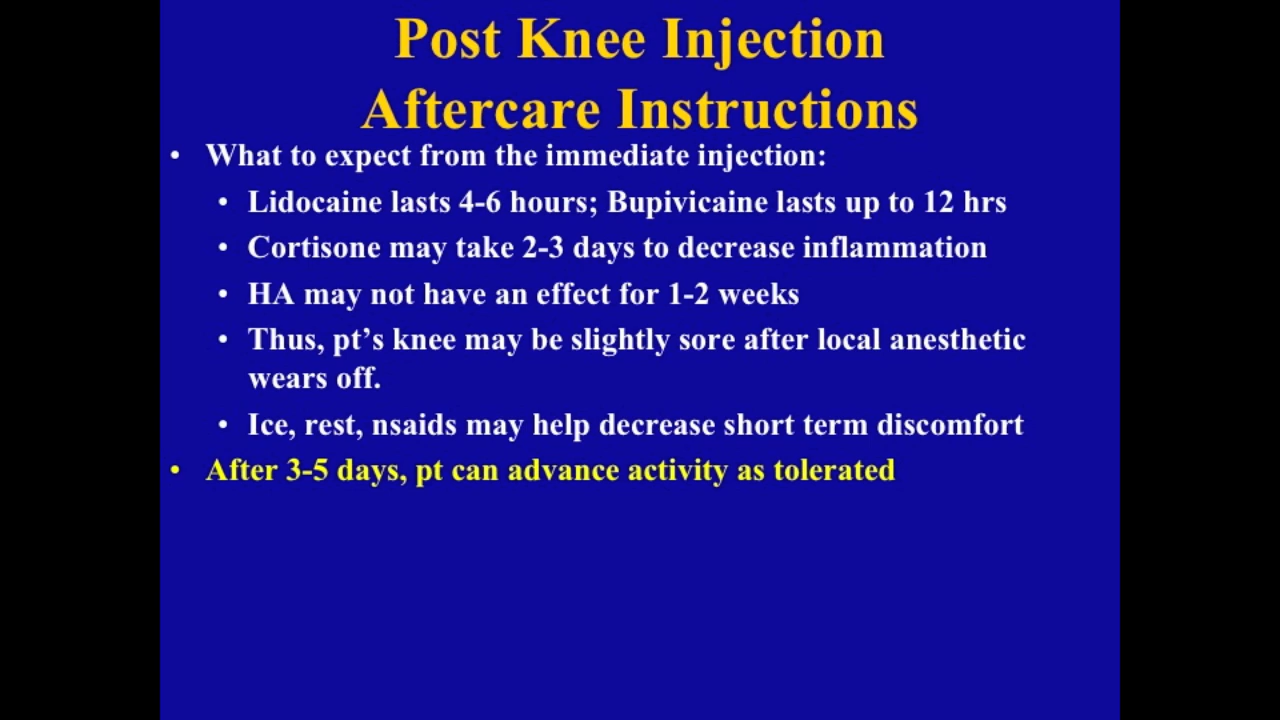 Post Knee Injection
Aftercare Instructions
• What to expect from the immediate injection:
• Lidocaine lasts 4-6 hours; Bupivicaine lasts up to 12 hrs
• Cortisone may take 2-3 days to decrease inflammation
• HA may not have an effect for 1-2 weeks
• Thus, pt’s knee may be slightly sore after local anesthetic
wears off.
• Ice, rest, nsaids may help decrease short term discomfort
• After 3-5 days, pt can advance activity as tolerated